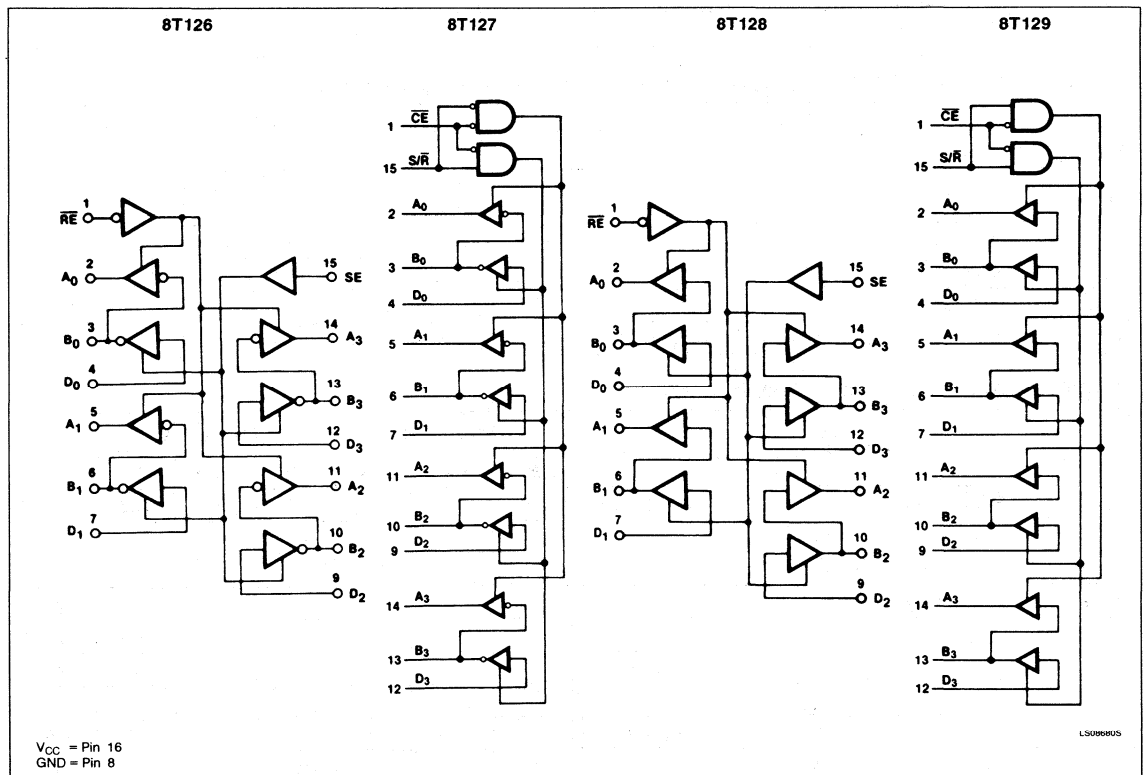 8T126
8T127
8T128
8T129
1
RE
2
A0
3
B0
4
D0
5
A1
6
B1
7
D1
15
SE
14
A3
13
B3
12
D3
11
A2
10
B2
9
D2
1 CE
15 S/R
2 A0
3 B0
4 D0
5 A1
6 B1
7 D1
11 A2
10 B2
9 D2
14 A3
13 B3
12 D3
1
RE
2
A0
3
B0
4
D0
5
A1
6
B1
7
D1
15
SE
14
A3
13
B3
12
D3
11
A2
10
B2
9
D2
1 CE
15 S/R
2 A0
3 B0
4 D0
5 A1
6 B1
7 D1
11 A2
10 B2
9 D2
14 A3
13 B3
12 D3
LS08680S
VCC = Pin 16
GND = Pin 8